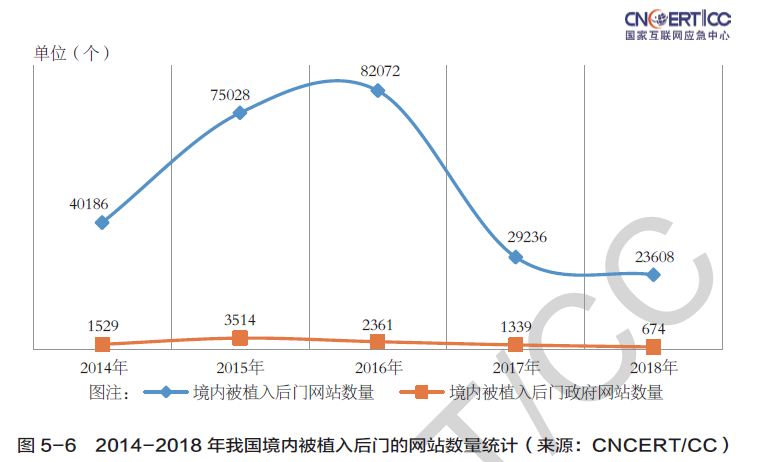 CNCERT/CC
国家互联网应急中心
单位（个）
82072
75028
40186
29236
23608
1529
3514
2361
1339
674
2014年
2015年
2016年
2017年
2018年
图注：
境内被植入后门网站数量
境内被植入后门政府网站数量
T/CC
图 5-6 2014-2018 年我国境内被植入后门的网站数量统计（来源：CNCERT/CC）